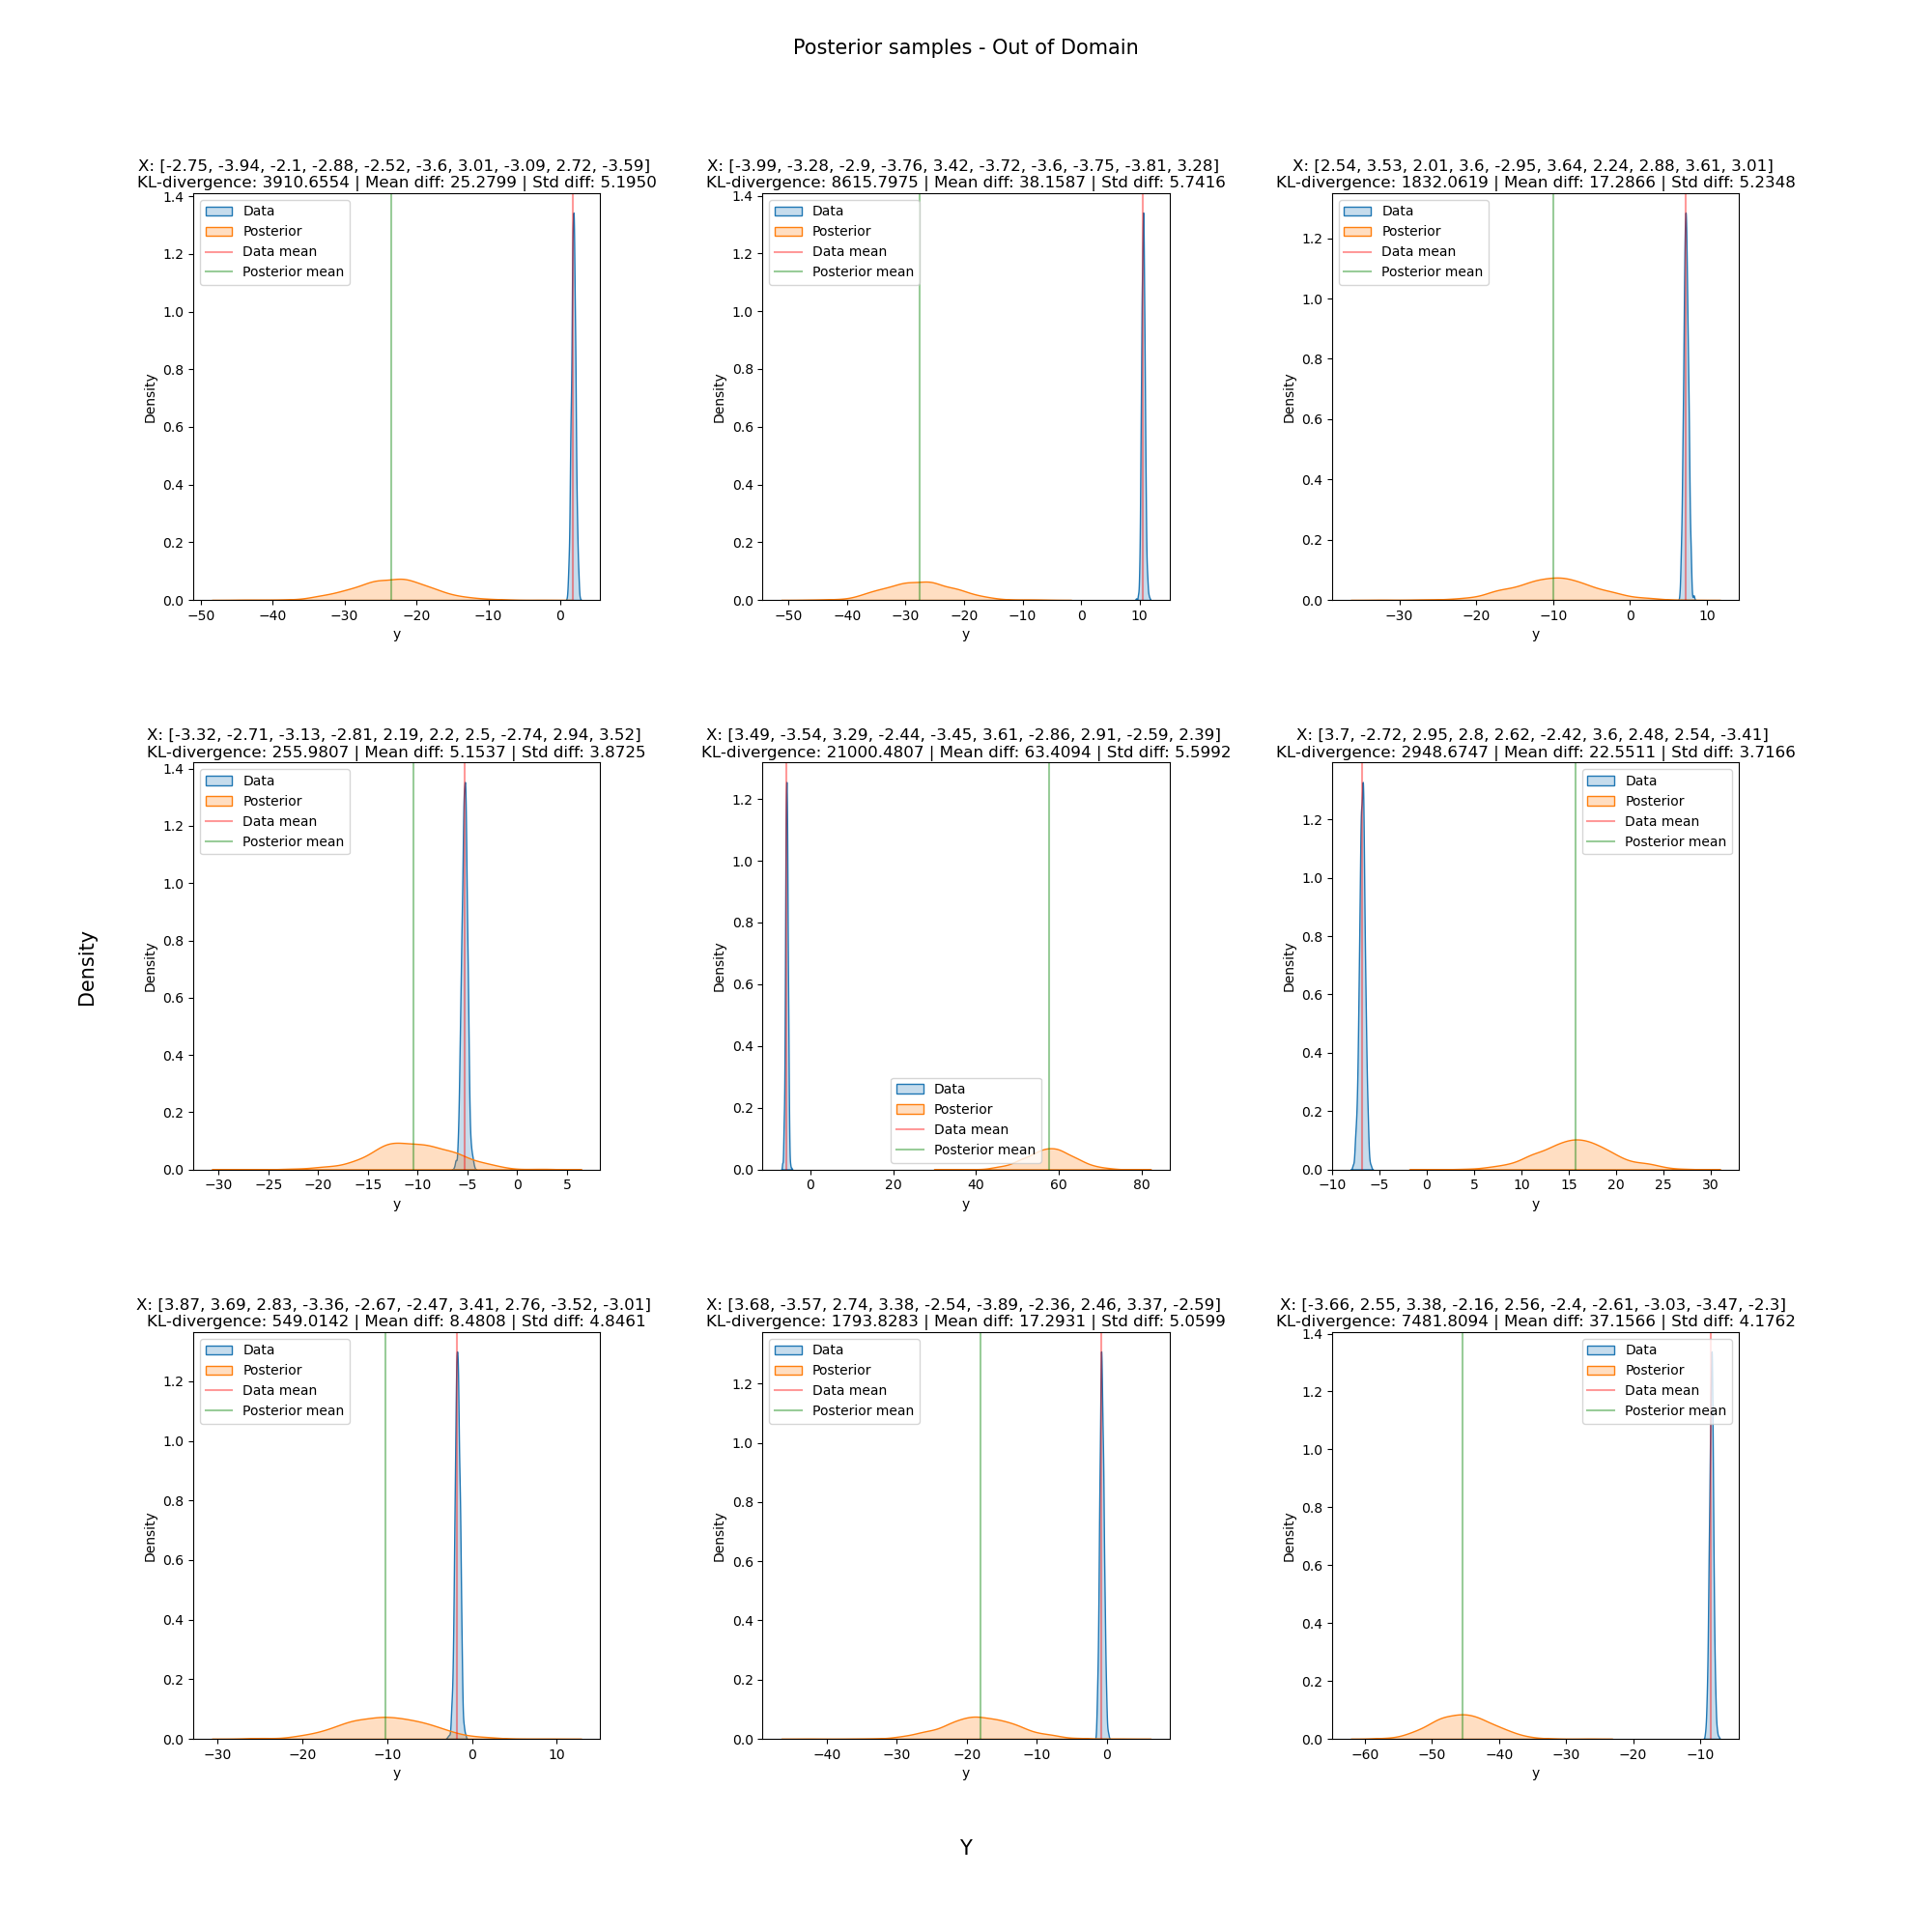 Posterior samples - Out of Domain
X: [-2.75, -3.94, -2.1, -2.88, -2.52, -3.6, 3.01, -3.09, 2.72, -3.59]
KL-divergence: 3910.6554 | Mean diff: 25.2799 | Std diff: 5.1950
Data
Posterior
Data mean
Posterior mean
1.4
1.2
1.0
0.8
0.6
0.4
0.2
0.0
Density
−50 −40 −30 −20 −10 0
y
X: [-3.99, -3.28, -2.9, -3.76, 3.42, -3.72, -3.6, -3.75, -3.81, 3.28]
KL-divergence: 8615.7975 | Mean diff: 38.1587 | Std diff: 5.7416
Data
Posterior
Data mean
Posterior mean
1.4
1.2
1.0
0.8
0.6
0.4
0.2
0.0
Density
−50 −40 −30 −20 −10 0 10
y
X: [2.54, 3.53, 2.01, 3.6, -2.95, 3.64, 2.24, 2.88, 3.61, 3.01]
KL-divergence: 1832.0619 | Mean diff: 17.2866 | Std diff: 5.2348
Data
Posterior
Data mean
Posterior mean
1.2
1.0
0.8
0.6
0.4
0.2
0.0
Density
−30 −20 −10 0 10
y
X: [-3.32, -2.71, -3.13, -2.81, 2.19, 2.2, 2.5, -2.74, 2.94, 3.52]
KL-divergence: 255.9807 | Mean diff: 5.1537 | Std diff: 3.8725
Data
Posterior
Data mean
Posterior mean
1.4
1.2
1.0
0.8
0.6
0.4
0.2
0.0
Density
−30 −25 −20 −15 −10 −5 0 5
y
X: [3.49, -3.54, 3.29, -2.44, -3.45, 3.61, -2.86, 2.91, -2.59, 2.39]
KL-divergence: 21000.4807 | Mean diff: 63.4094 | Std diff: 5.5992
1.2
1.0
0.8
0.6
0.4
0.2
0.0
Density
Data
Posterior
Data mean
Posterior mean
0 20 40 60 80
y
X: [3.7, -2.72, 2.95, 2.8, 2.62, -2.42, 3.6, 2.48, 2.54, -3.41]
KL-divergence: 2948.6747 | Mean diff: 22.5511 | Std diff: 3.7166
Data
Posterior
Data mean
Posterior mean
1.2
1.0
0.8
0.6
0.4
0.2
0.0
Density
−10 −5 0 5 10 15 20 25 30
y
Density
X: [3.87, 3.69, 2.83, -3.36, -2.67, -2.47, 3.41, 2.76, -3.52, -3.01]
KL-divergence: 549.0142 | Mean diff: 8.4808 | Std diff: 4.8461
Data
Posterior
Data mean
Posterior mean
1.2
1.0
0.8
0.6
0.4
0.2
0.0
Density
−30 −20 −10 0 10
y
X: [3.68, -3.57, 2.74, 3.38, -2.54, -3.89, -2.36, 2.46, 3.37, -2.59]
KL-divergence: 1793.8283 | Mean diff: 17.2931 | Std diff: 5.0599
Data
Posterior
Data mean
Posterior mean
1.2
1.0
0.8
0.6
0.4
0.2
0.0
Density
−40 −30 −20 −10 0
y
X: [-3.66, 2.55, 3.38, -2.16, 2.56, -2.4, -2.61, -3.03, -3.47, -2.3]
KL-divergence: 7481.8094 | Mean diff: 37.1566 | Std diff: 4.1762
Data
Posterior
Data mean
Posterior mean
1.4
1.2
1.0
0.8
0.6
0.4
0.2
0.0
Density
−60 −50 −40 −30 −20 −10
y
Y